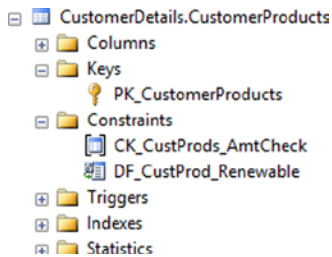 CustomerDetails.CustomerProducts
Columns
Keys
PK_CustomerProducts
Constraints
CK_CustProds_AmtCheck
DF_CustProd_Renewable
Triggers
Indexes
Statistics